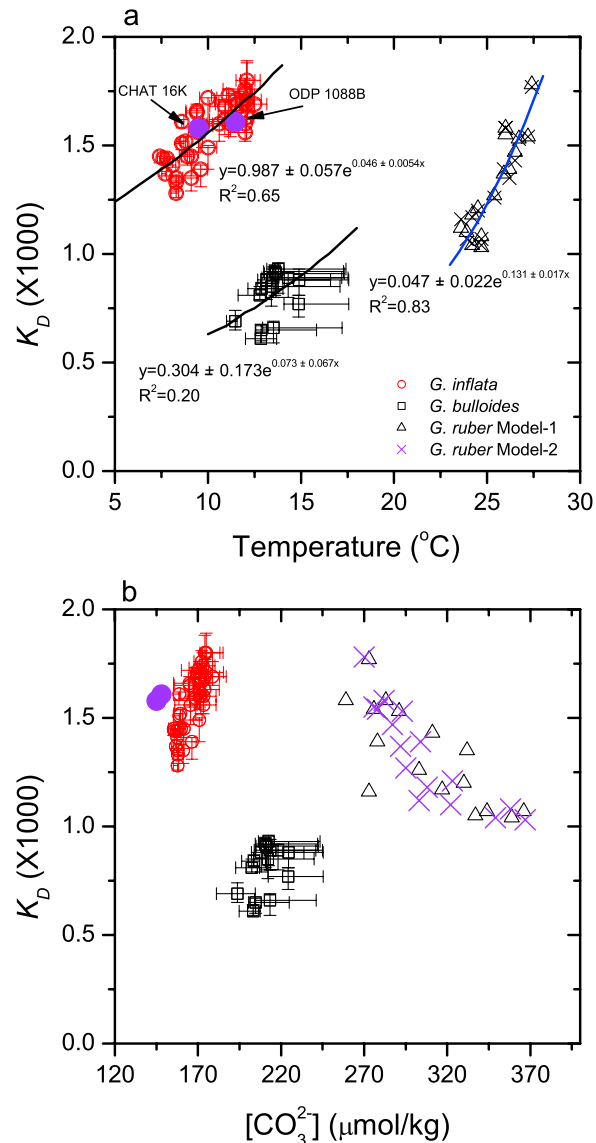 a
2.0
CHAT 16K
ODP 1088B
1.5
y=0.987 ± 0.057e^0.046 ± 0.0054x
R²=0.65
1.0
y=0.047 ± 0.022e^0.131 ± 0.017x
R²=0.83
0.5
y=0.304 ± 0.173e^0.073 ± 0.067x
R²=0.20
G. inflata
G. bulloides
G. ruber Model-1
G. ruber Model-2
0.0
K_D (X1000)
5 10 15 20 25 30
Temperature (°C)
b
2.0
1.5
1.0
0.5
0.0
K_D (X1000)
120 170 220 270 320 370
[CO₃²⁻] (μmol/kg)